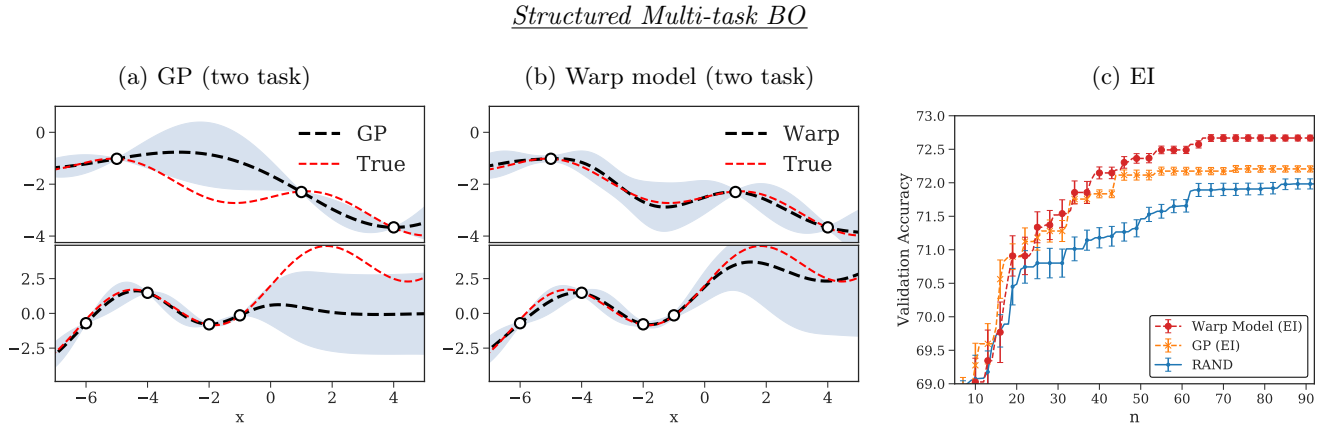 Structured Multi-task BO
(a) GP (two task)
(b) Warp model (two task)
(c) EI
GP
True
0
−2
−4
2.5
0.0
−2.5
−6
−4
−2
0
2
4
x
Warp
True
0
−2
−4
2.5
0.0
−2.5
−6
−4
−2
0
2
4
x
Validation Accuracy
73.0
72.5
72.0
71.5
71.0
70.5
70.0
69.5
69.0
Warp Model (EI)
GP (EI)
RAND
10
20
30
40
50
60
70
80
90
n